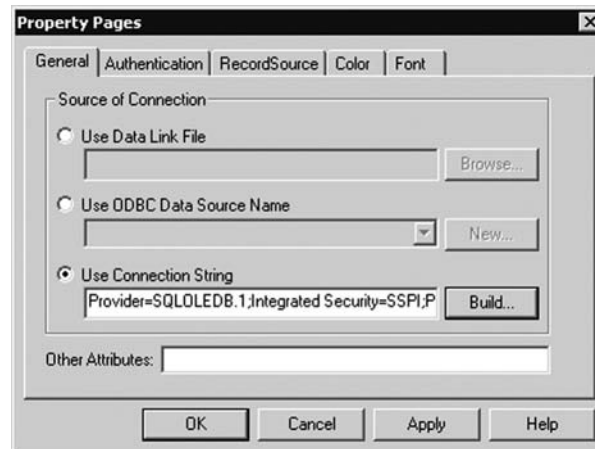 Property Pages
General Authentication RecordSource Color Font
Source of Connection
Use Data Link File
Browse...
Use ODBC Data Source Name
New...
Use Connection String
Provider=SQLOLEDB.1;Integrated Security=SSPI;P Build...
Other Attributes:
OK Cancel Apply Help